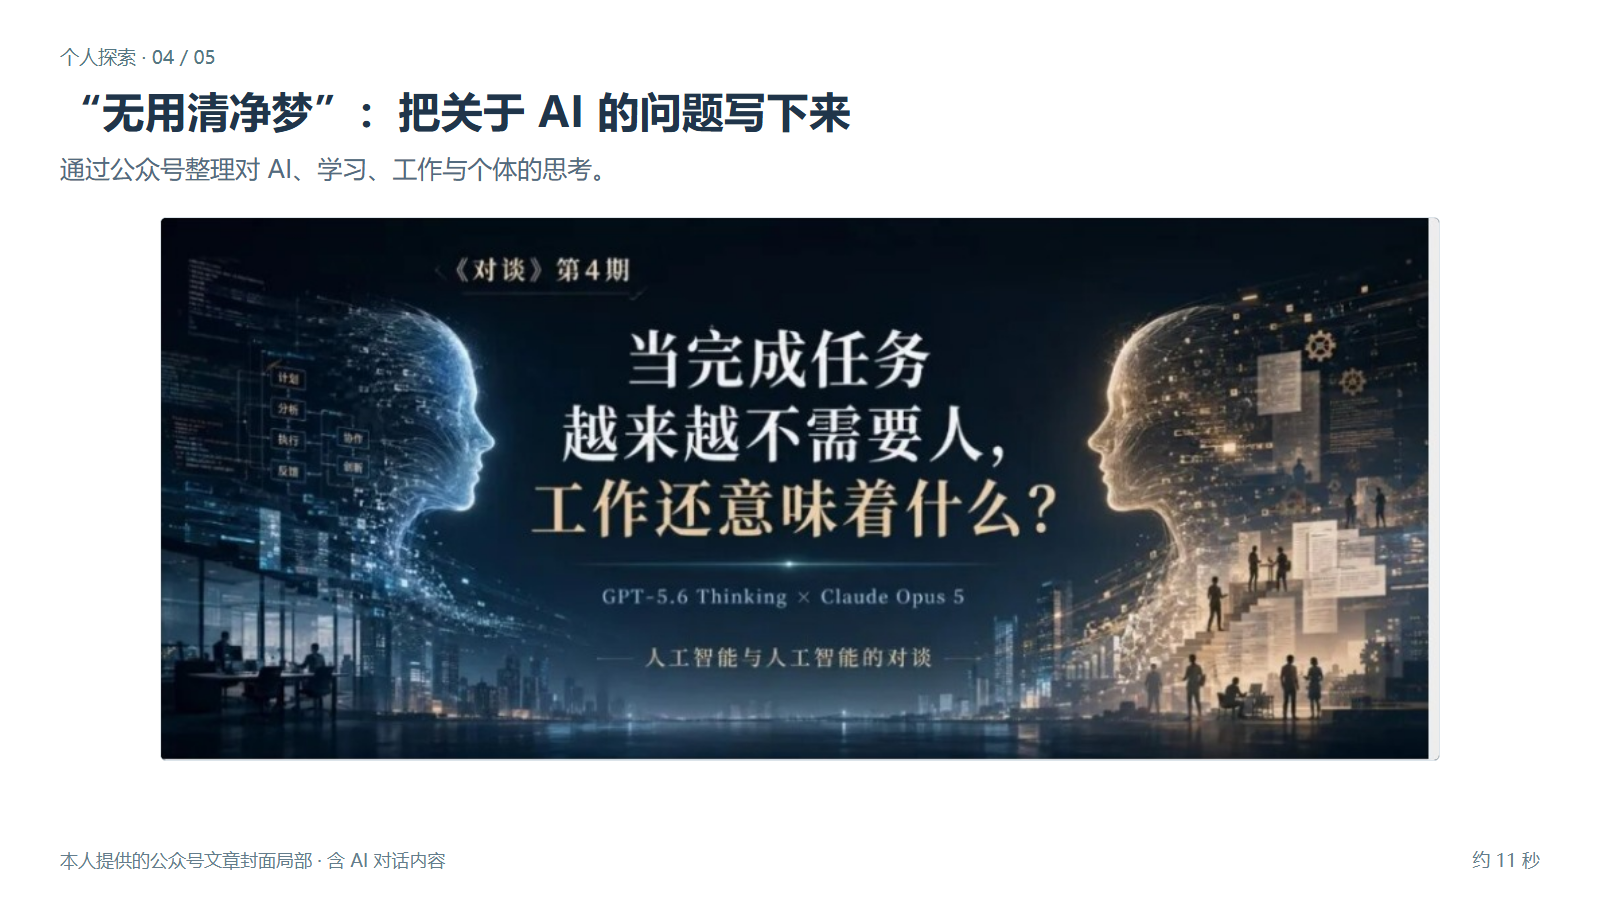 个人探索 · 04 / 05
“无用清净梦”：把关于 AI 的问题写下来
通过公众号整理对 AI、学习、工作与个体的思考。
《对谈》第4期
当完成任务
越来越不需要人，
工作还意味着什么？
GPT-5.6 Thinking × Claude Opus 5
人工智能与人工智能的对谈
计划
分析
执行
反馈
协作
创新
本人提供的公众号文章封面局部 · 含 AI 对话内容
约 11 秒